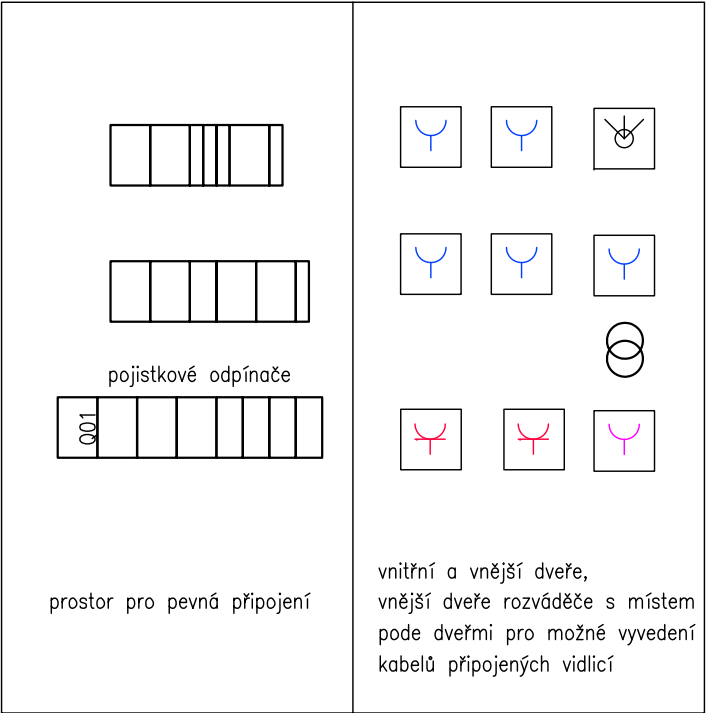 pojistkové odpínače
Q01
prostor pro pevná připojení
vnitřní a vnější dveře,
vnější dveře rozváděče s místem
pode dveřmi pro možné vyvedení
kabelů připojených vidlicí